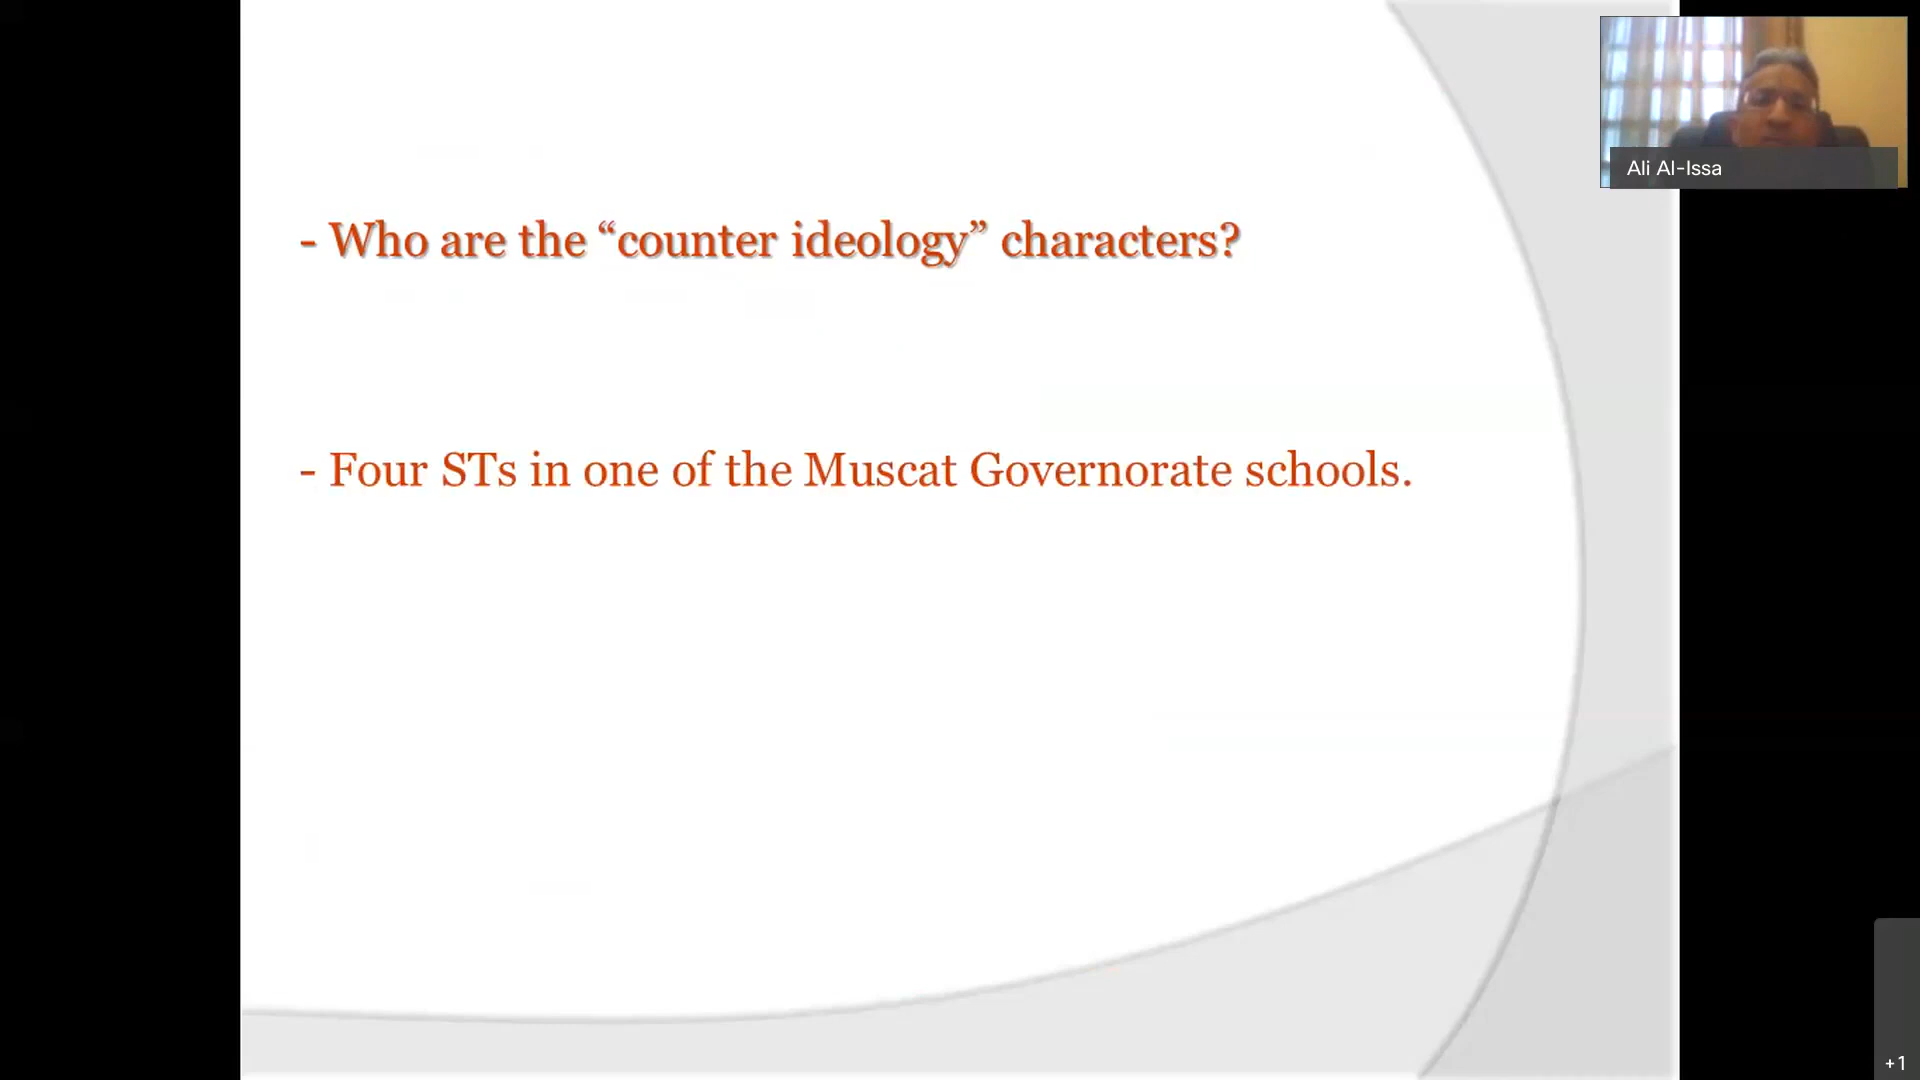 - Who are the “counter ideology” characters?
- Four STs in one of the Muscat Governorate schools.
Ali Al-Issa
+1